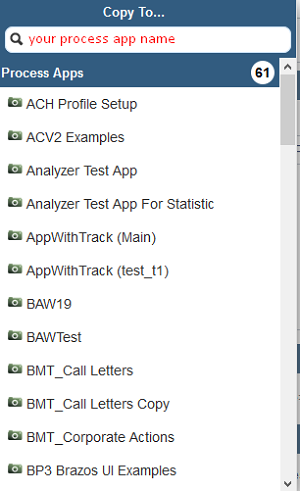 Copy To...
your process app name
Process Apps 61
ACH Profile Setup
ACV2 Examples
Analyzer Test App
Analyzer Test App For Statistic
AppWithTrack (Main)
AppWithTrack (test_t1)
BAW19
BAWTest
BMT_Call Letters
BMT_Call Letters Copy
BMT_Corporate Actions
BP3 Brazos UI Examples